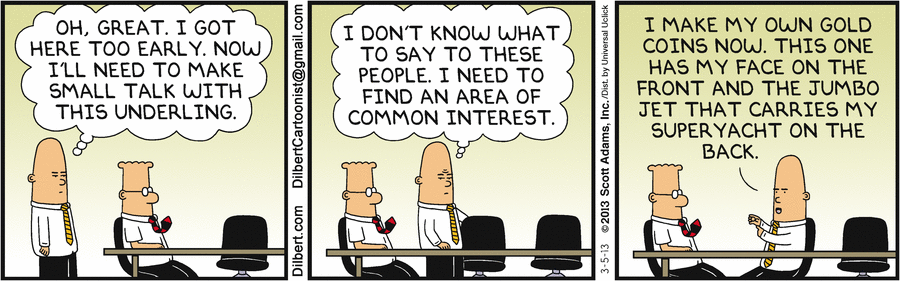 OH, GREAT. I GOT
HERE TOO EARLY. NOW
I'LL NEED TO MAKE
SMALL TALK WITH
THIS UNDERLING.
Dilbert.com DilbertCartoonist@gmail.com
I DON'T KNOW WHAT
TO SAY TO THESE
PEOPLE. I NEED TO
FIND AN AREA OF
COMMON INTEREST.
3-5-13 © 2013 Scott Adams, Inc. /Dist. by Universal Uclick
I MAKE MY OWN GOLD
COINS NOW. THIS ONE
HAS MY FACE ON THE
FRONT AND THE JUMBO
JET THAT CARRIES MY
SUPERYACHT ON THE
BACK.